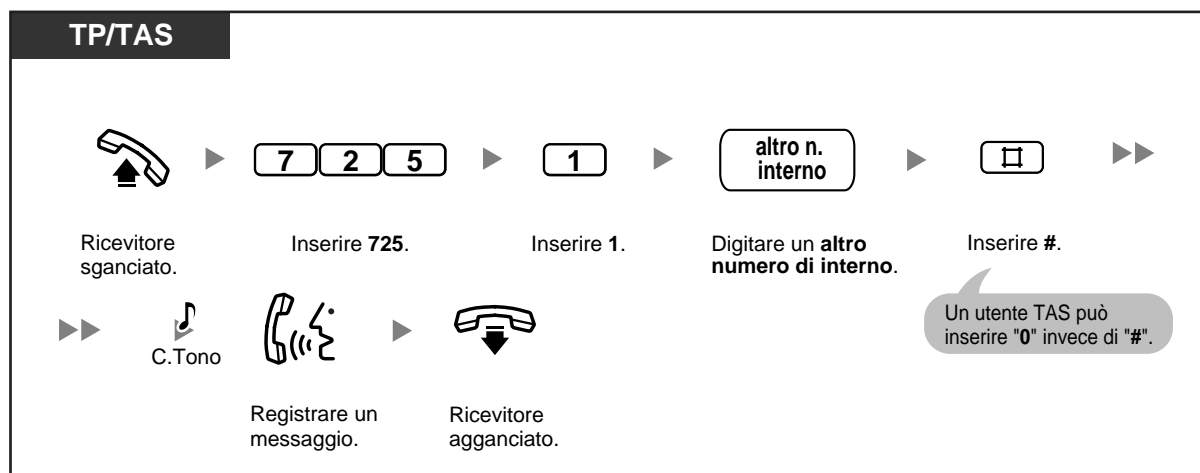 TP/TAS
7 2 5
1
altro n.
interno
#
Ricevitore
sganciato.
Inserire 725.
Inserire 1.
Digitare un altro
numero di interno.
Inserire #.
Un utente TAS può
inserire "0" invece di "#".
C.Tono
Registrare un
messaggio.
Ricevitore
agganciato.